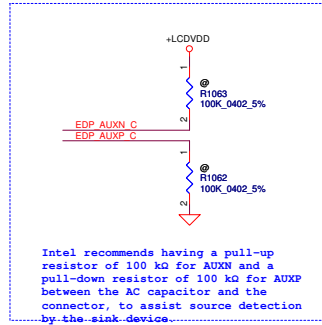 +LCDVDD
1
@
R1063
100K_0402_5%
2
EDP_AUXN_C
EDP_AUXP_C
1
@
R1062
100K_0402_5%
2
Intel recommends having a pull-up
resistor of 100 kΩ for AUXN and a
pull-down resistor of 100 kΩ for AUXP
between the AC capacitor and the
connector, to assist source detection
by the sink device.